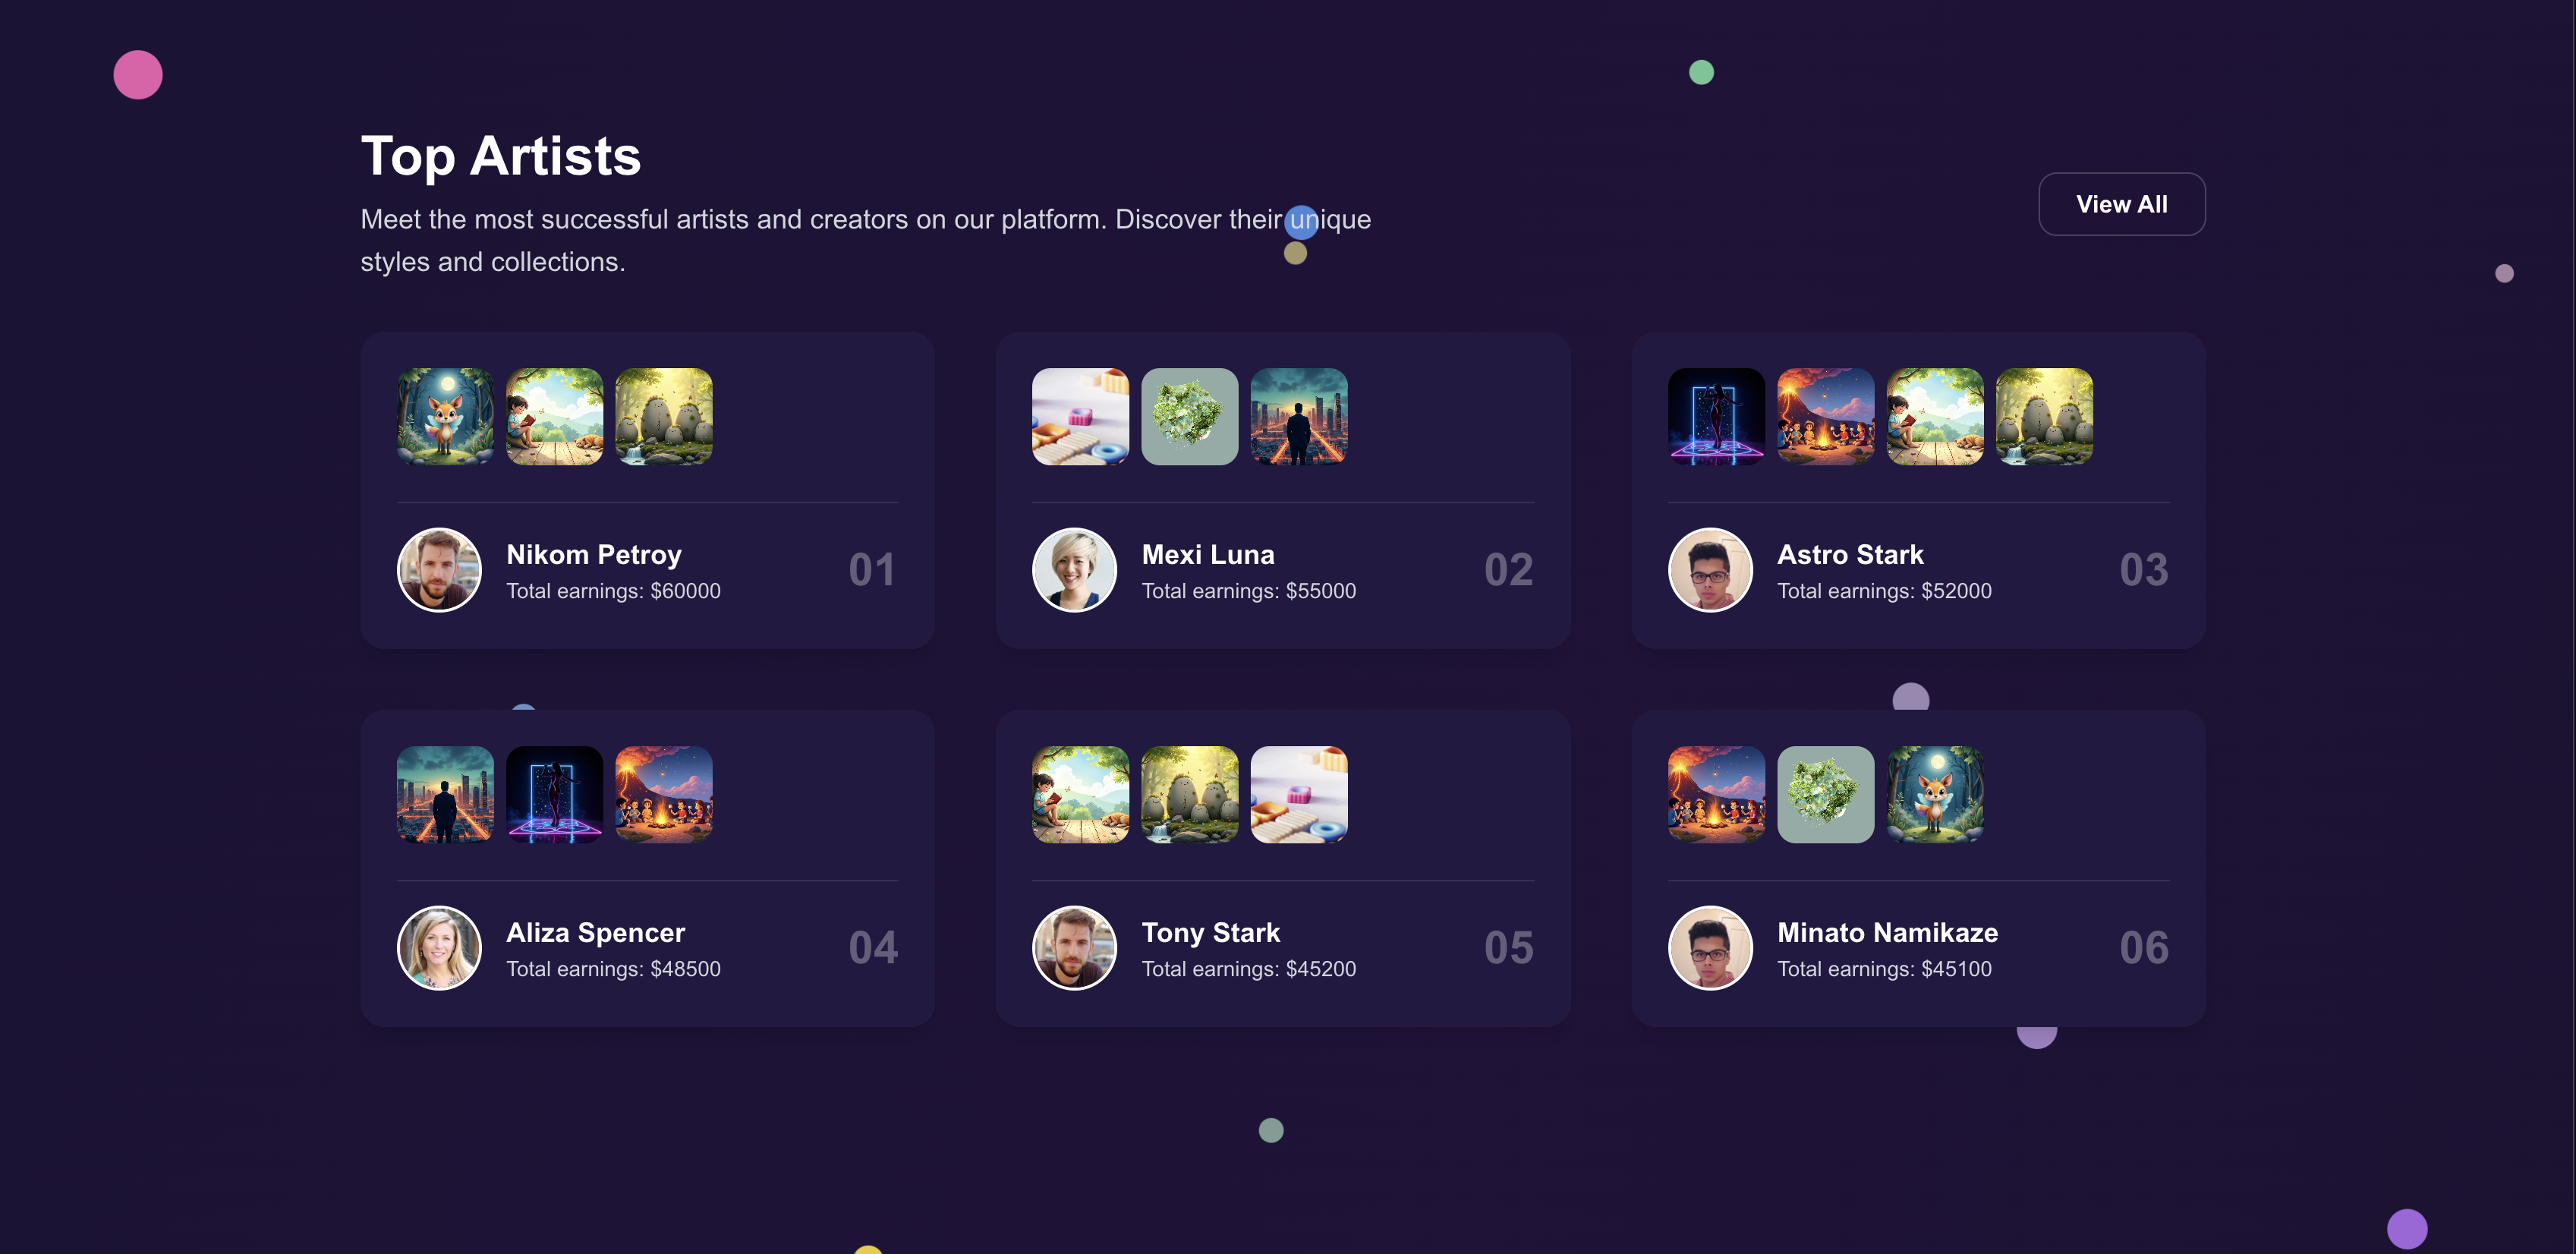 Top Artists
Meet the most successful artists and creators on our platform. Discover their unique
styles and collections.
View All
Nikom Petroy
Total earnings: $60000
01
Mexi Luna
Total earnings: $55000
02
Astro Stark
Total earnings: $52000
03
Aliza Spencer
Total earnings: $48500
04
Tony Stark
Total earnings: $45200
05
Minato Namikaze
Total earnings: $45100
06